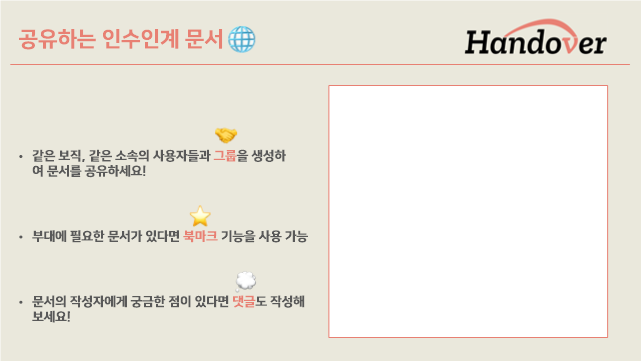 공유하는 인수인계 문서
Handover
• 같은 보직, 같은 소속의 사용자들과 그룹을 생성하
여 문서를 공유하세요!
• 부대에 필요한 문서가 있다면 북마크 기능을 사용 가능
• 문서의 작성자에게 궁금한 점이 있다면 댓글도 작성해
보세요!